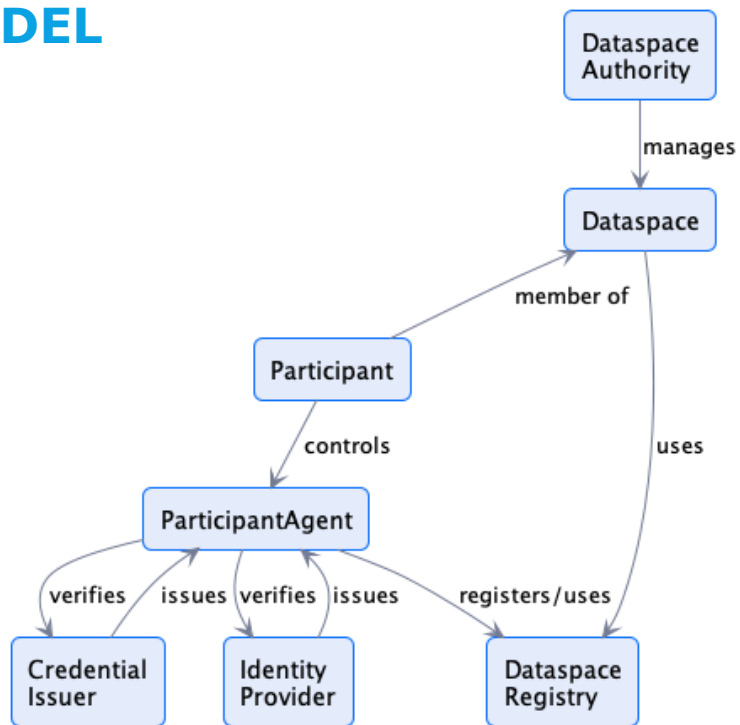 DEL
Dataspace
Authority
manages
Dataspace
member of
Participant
controls
uses
ParticipantAgent
verifies
issues
verifies
issues
registers/uses
Credential
Issuer
Identity
Provider
Dataspace
Registry